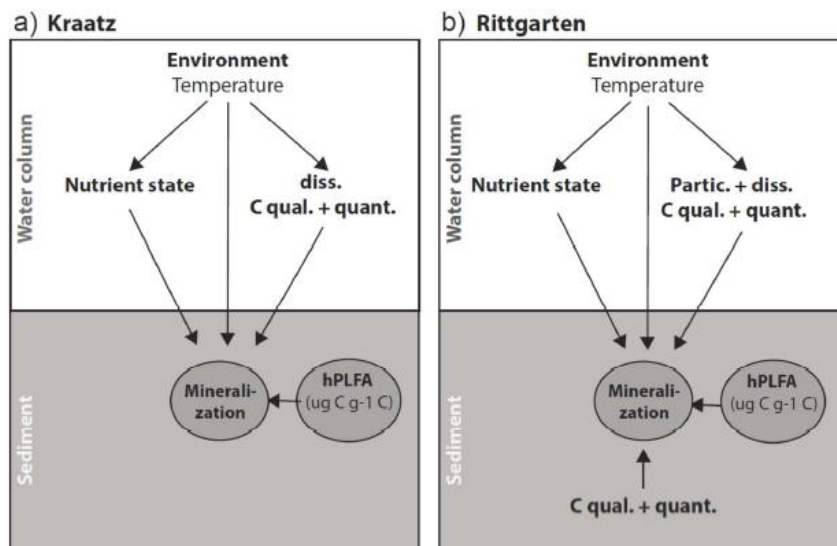 a) Kraatz
Environment
Temperature
Nutrient state
diss.
C qual. + quant.
Water column
Minerali-
zation
hPLFA
(ug C g-1 C)
Sediment
b) Rittgarten
Environment
Temperature
Nutrient state
Partic. + diss.
C qual. + quant.
Water column
Minerali-
zation
hPLFA
(ug C g-1 C)
C qual. + quant.
Sediment